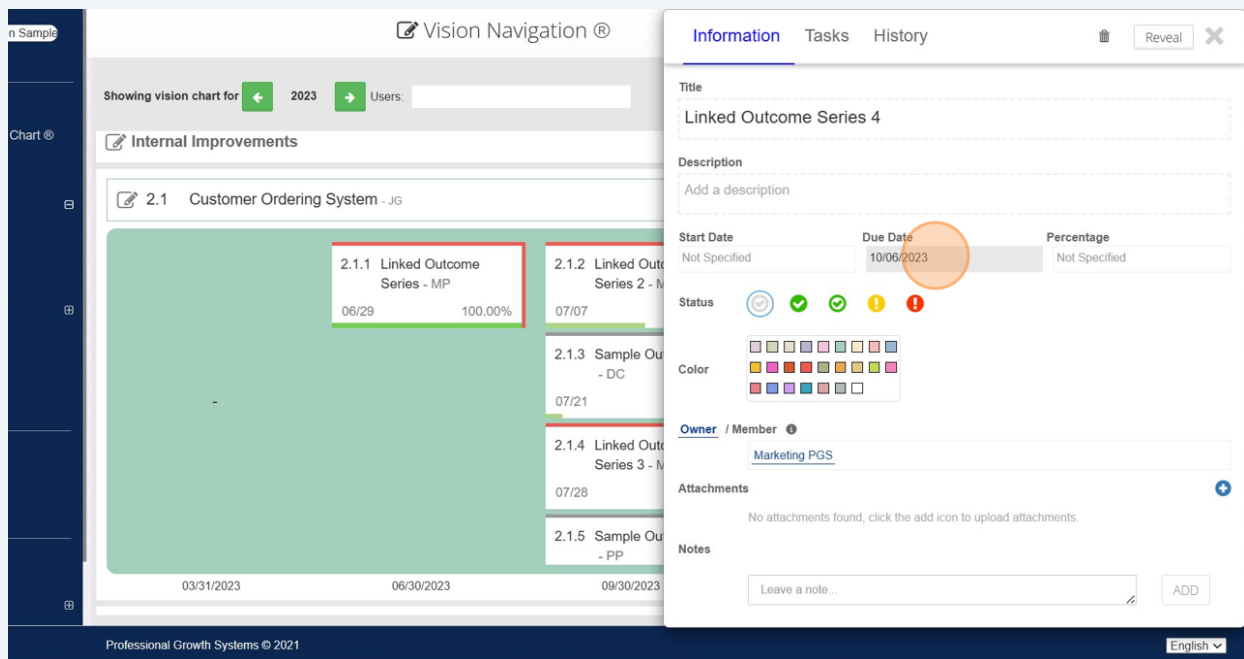 n Sample
Chart ®
Vision Navigation ®
Showing vision chart for 2023 Users:
Internal Improvements
2.1 Customer Ordering System - JG
2.1.1 Linked Outcome
Series - MP
06/29 100.00%
2.1.2 Linked Outc
Series 2 - M
07/07
2.1.3 Sample Ou
- DC
07/21
2.1.4 Linked Outc
Series 3 - M
07/28
2.1.5 Sample Ou
- PP
-
03/31/2023 06/30/2023 09/30/2023
Information Tasks History Reveal
Title
Linked Outcome Series 4
Description
Add a description
Start Date Due Date Percentage
Not Specified 10/06/2023 Not Specified
Status
Color
Owner / Member
Marketing PGS
Attachments
No attachments found, click the add icon to upload attachments.
Notes
Leave a note... ADD
Professional Growth Systems © 2021 English